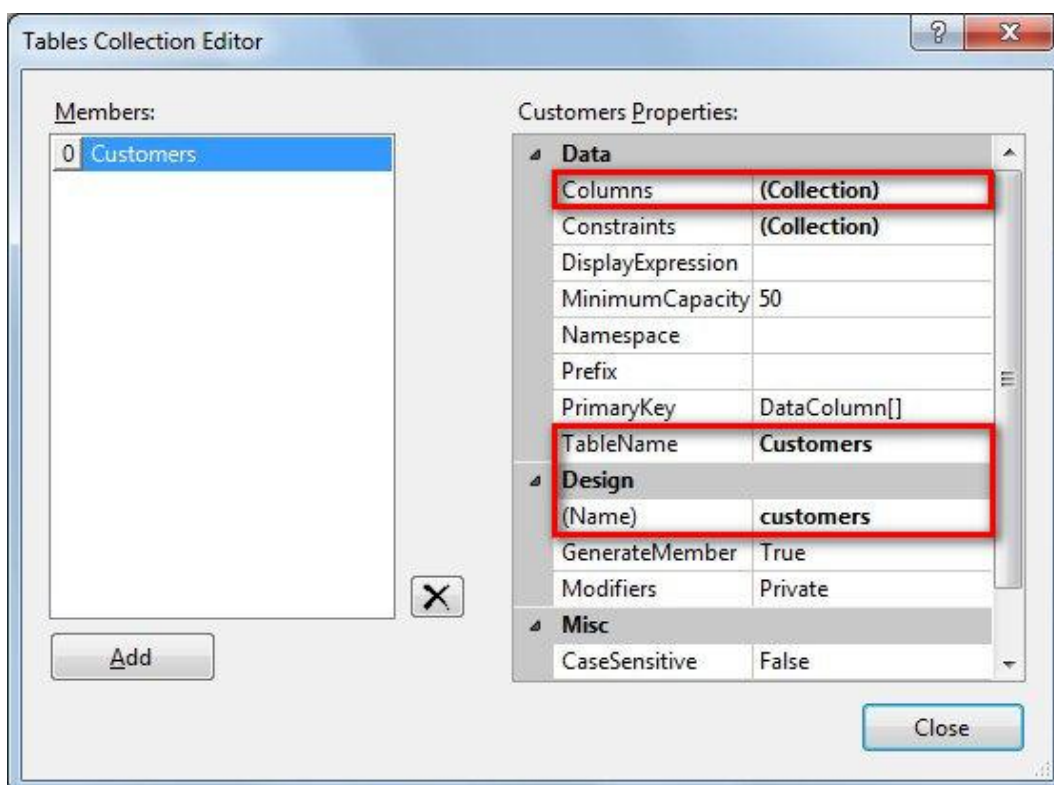 Tables Collection Editor
?
X
Members:
0 Customers
Add
Customers Properties:
Data
Columns (Collection)
Constraints (Collection)
DisplayExpression
MinimumCapacity 50
Namespace
Prefix
PrimaryKey DataColumn[]
TableName Customers
Design
(Name) customers
GenerateMember True
Modifiers Private
Misc
CaseSensitive False
Close